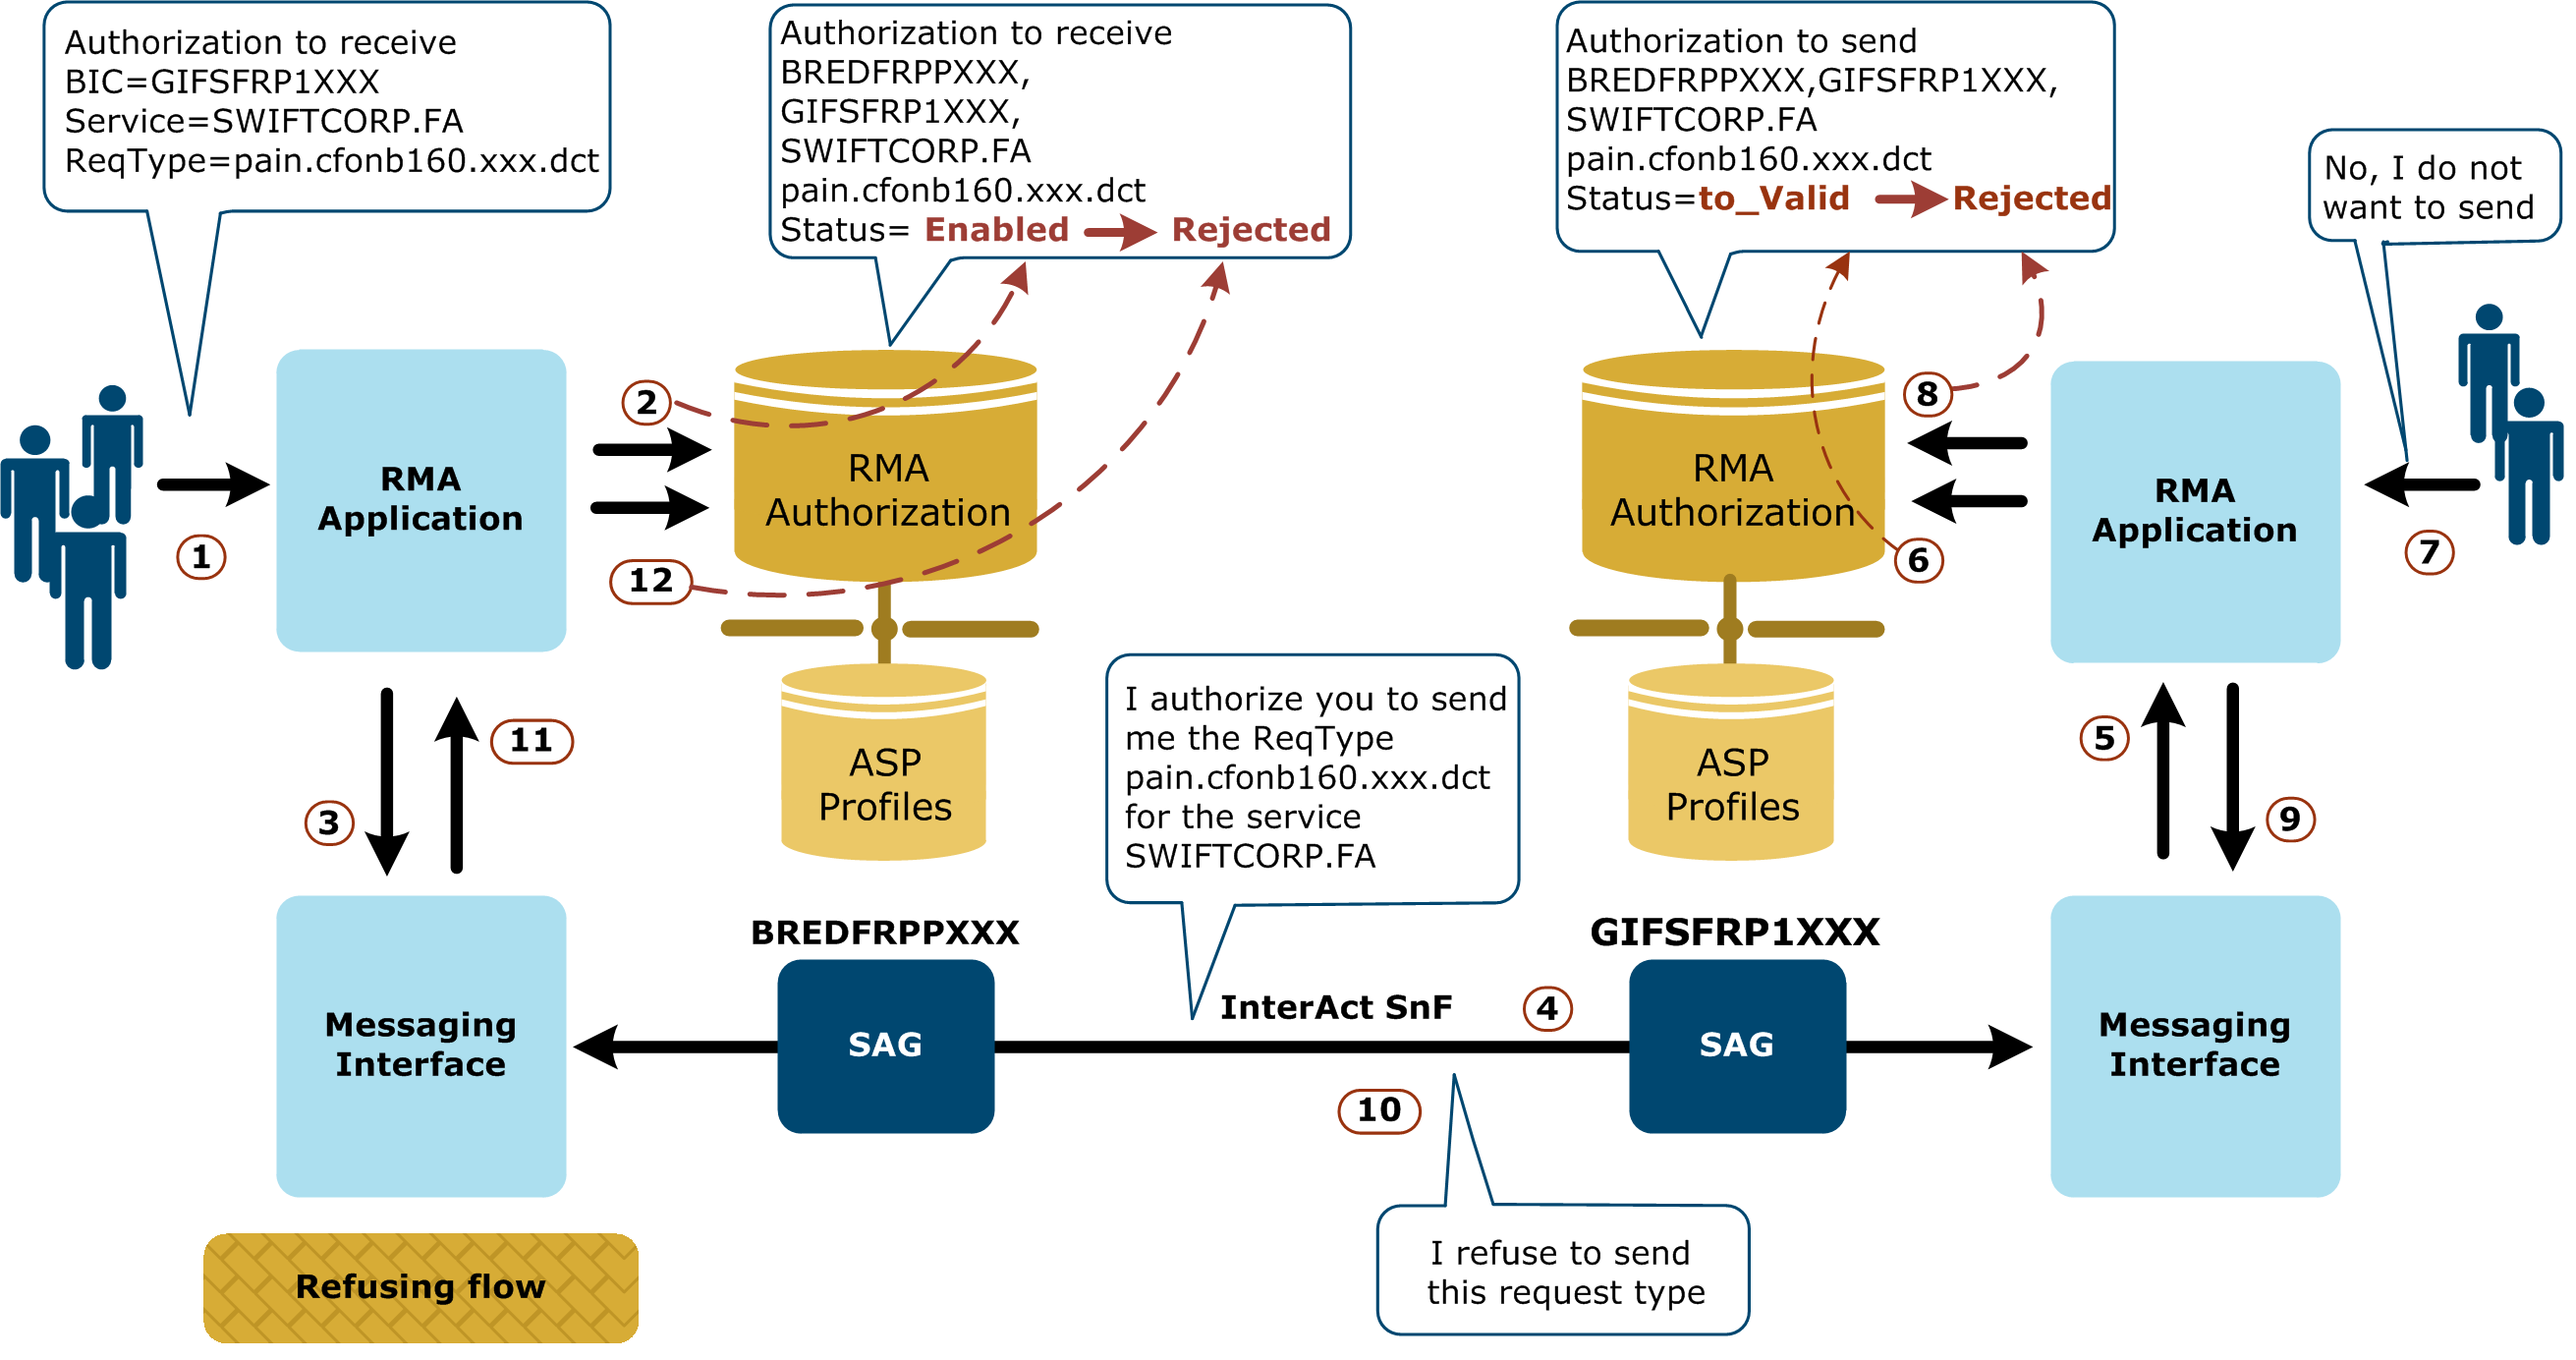 Authorization to receive
BIC=GIFSFRP1XXX
Service=SWIFTCORP.FA
ReqType=pain.cfonb160.xxx.dct
Authorization to receive
BREDFRPPXXX,
GIFSFRP1XXX,
SWIFTCORP.FA
pain.cfonb160.xxx.dct
Status= Enabled Rejected
Authorization to send
BREDFRPPXXX,GIFSFRP1XXX,
SWIFTCORP.FA
pain.cfonb160.xxx.dct
Status=to_Valid Rejected
No, I do not
want to send
1
RMA
Application
2
12
RMA
Authorization
RMA
Authorization
8
6
RMA
Application
7
3
11
ASP
Profiles
I authorize you to send
me the ReqType
pain.cfonb160.xxx.dct
for the service
SWIFTCORP.FA
ASP
Profiles
5
9
Messaging
Interface
BREDFRPPXXX
SAG
InterAct SnF
4
10
GIFSFRP1XXX
SAG
Messaging
Interface
I refuse to send
this request type
Refusing flow